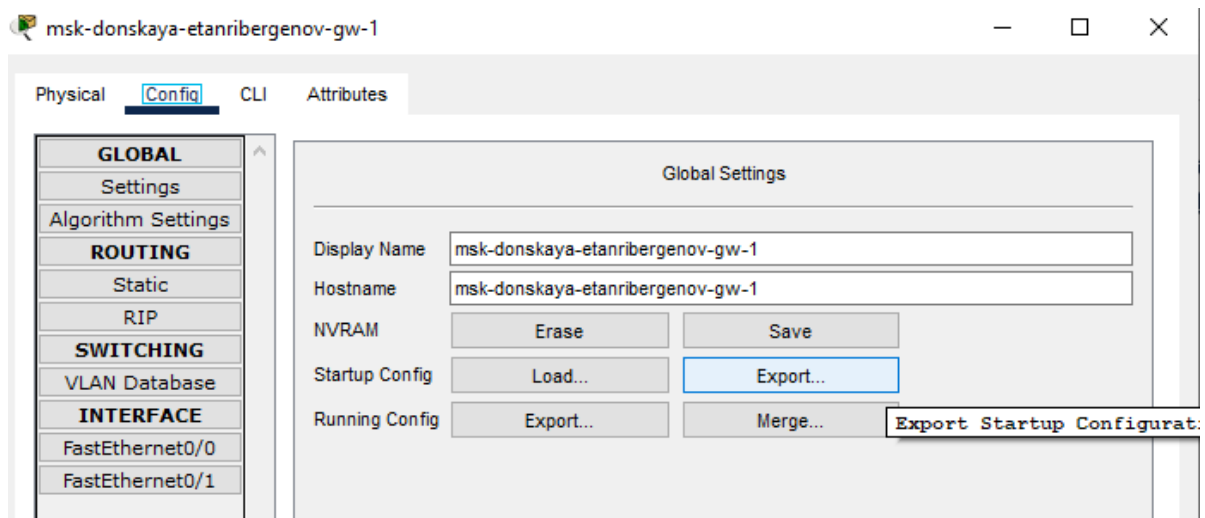 msk-donskaya-etanribergenov-gw-1
Physical Config CLI Attributes
GLOBAL
Settings
Algorithm Settings
ROUTING
Static
RIP
SWITCHING
VLAN Database
INTERFACE
FastEthernet0/0
FastEthernet0/1
Global Settings
Display Name msk-donskaya-etanribergenov-gw-1
Hostname msk-donskaya-etanribergenov-gw-1
NVRAM Erase Save
Startup Config Load... Export...
Running Config Export... Merge...
Export Startup Configurat